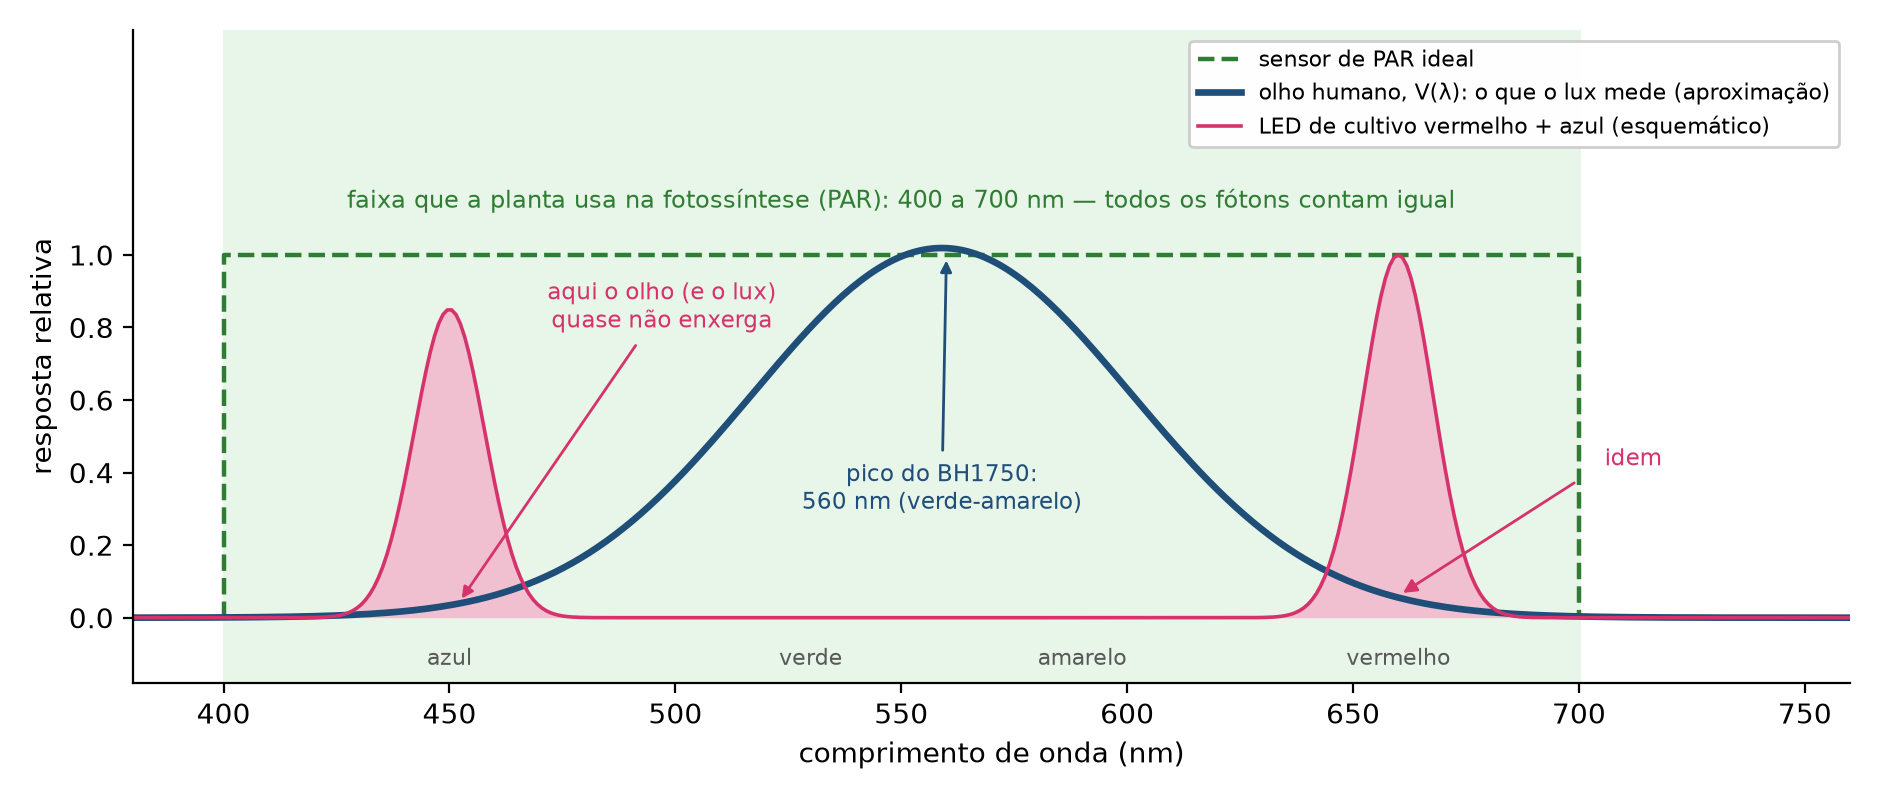 sensor de PAR ideal
olho humano, V(λ): o que o lux mede (aproximação)
LED de cultivo vermelho + azul (esquemático)
faixa que a planta usa na fotossíntese (PAR): 400 a 700 nm — todos os fótons contam igual
aqui o olho (e o lux)
quase não enxerga
pico do BH1750:
560 nm (verde-amarelo)
idem
resposta relativa
1.0
0.8
0.6
0.4
0.2
0.0
azul
verde
amarelo
vermelho
400
450
500
550
600
650
700
750
comprimento de onda (nm)